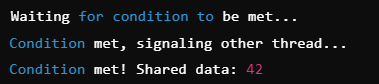 Waiting for condition to be met...
Condition met, signaling other thread...
Condition met! Shared data: 42